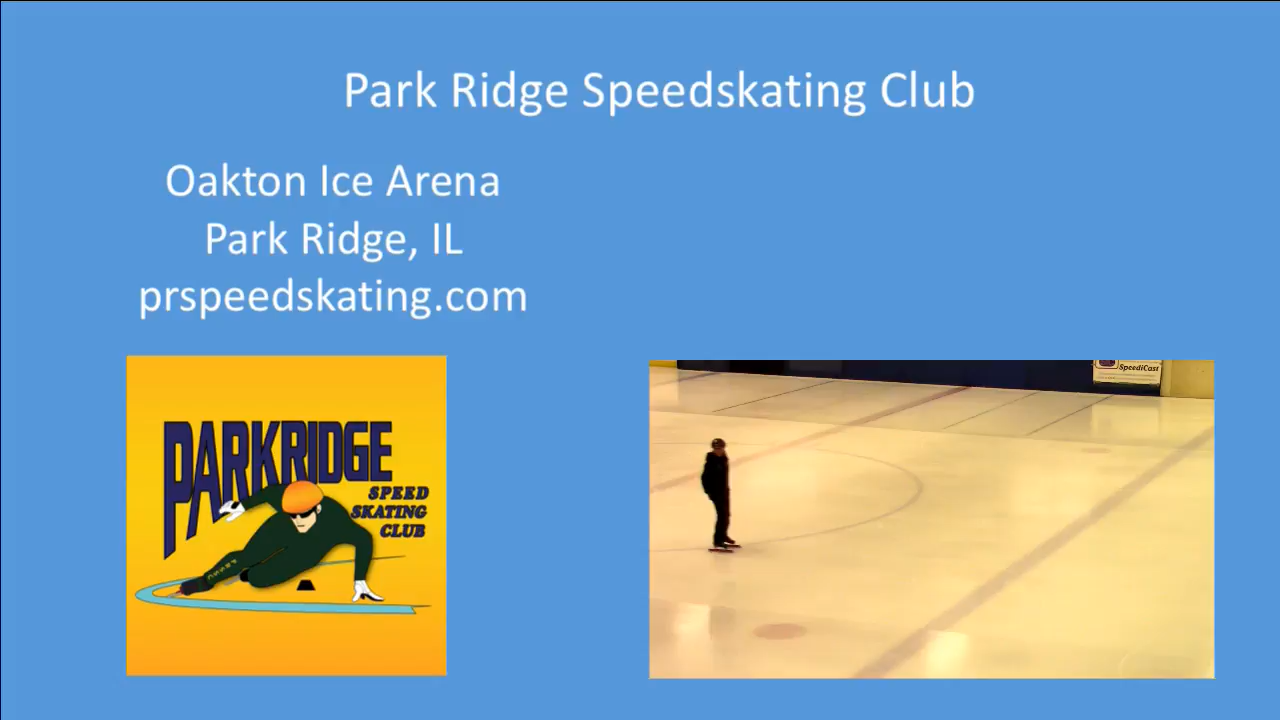 Park Ridge Speedskating Club
Oakton Ice Arena
Park Ridge, IL
prspeedskating.com
PARKRIDGE
SPEED
SKATING
CLUB
SpeediCast